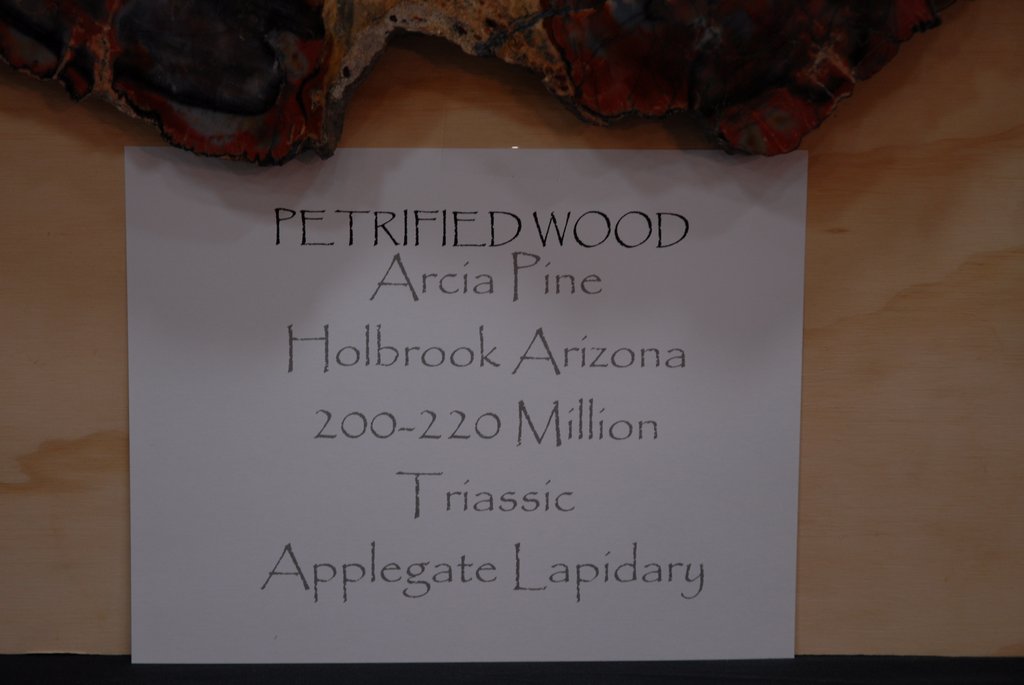 PETRIFIED WOOD
Arcia Pine
Holbrook Arizona
200-220 Million
Triassic
Applegate Lapidary